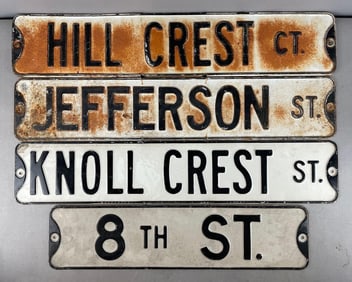 HILL CREST CT.
JEFFERSON ST.
KNOLL CREST ST.
8 TH ST.